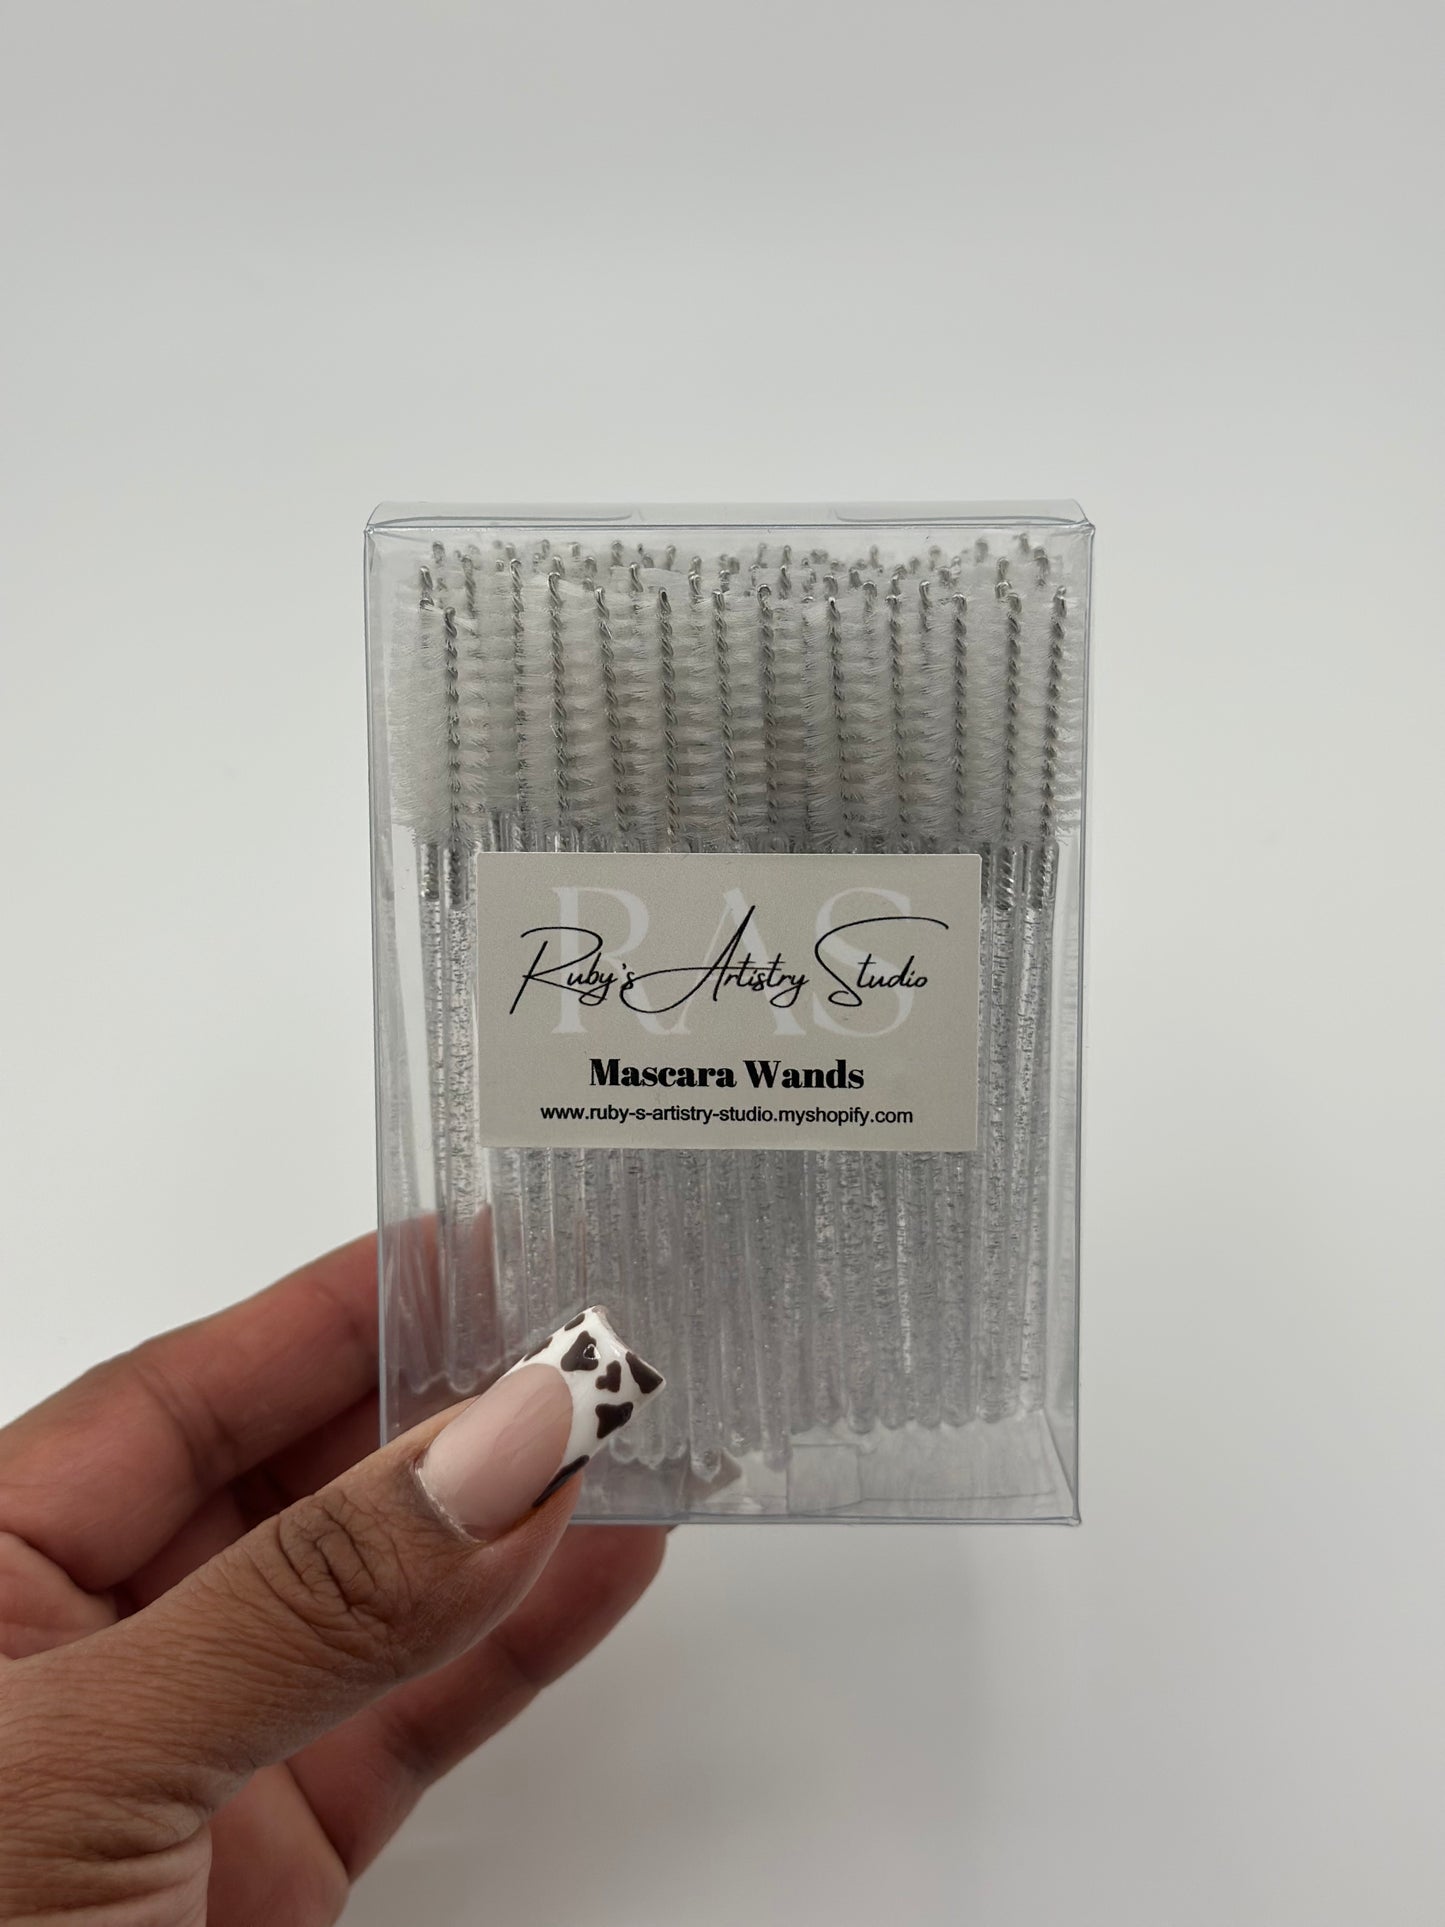 RAS
Ruby's Artistry Studio
Mascara Wands
www.ruby-s-artistry-studio.myshopify.com